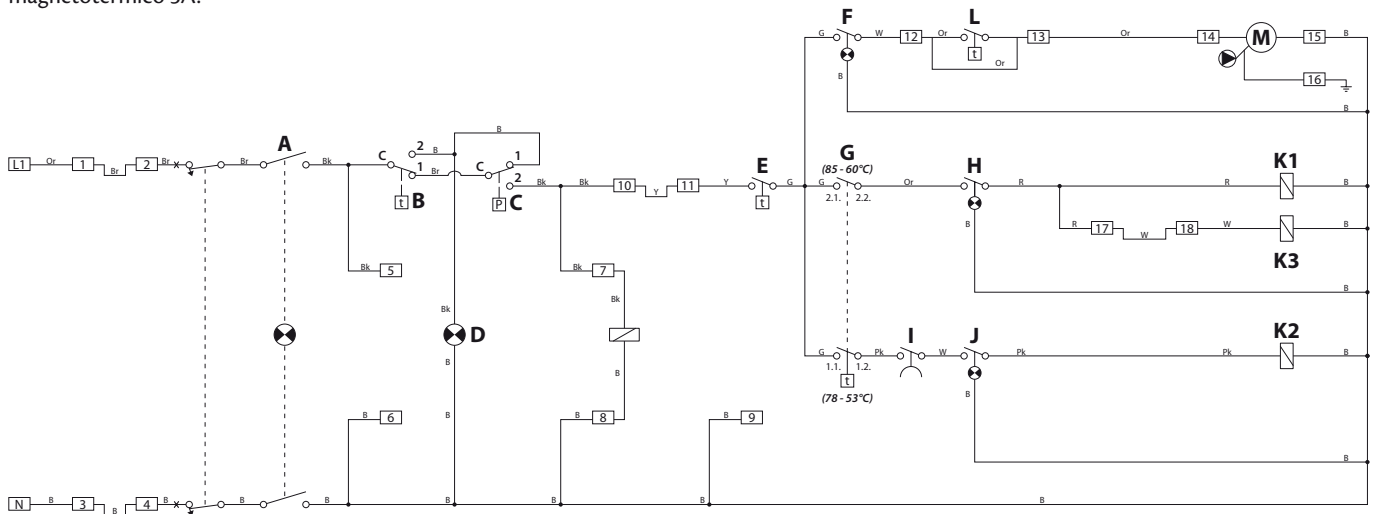 magnetotermico 3A.
F L
G W 12 Or 13 Or 14 M 15 B
t
Or
B
16
B
A
2 B B
L1 Or 1 Br 2 Br Br Bk C 1 Br C 1
2 Bk
t B P C
Bk 10 Y 11 Y E G
t
G
(85 - 60°C)
G Or H R R K1 B
2.1. 2.2.
B
R 17 W 18 W B
K3
Bk 5
Bk 7
B
Bk Bk
D
I J K2
G Pk W Pk Pk B
1.1. 1.2.
B B
t
(78 - 53°C)
B
B 6 B B 8 B 9
B
N B 3 B 4 B B B B